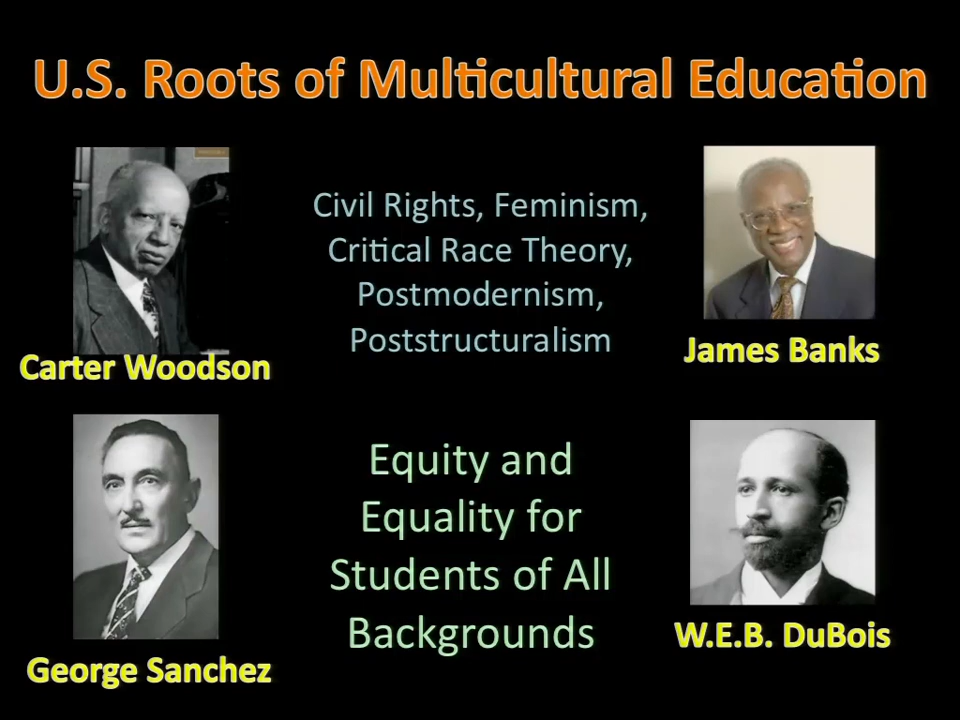 U.S. Roots of Multicultural Education
Civil Rights, Feminism,
Critical Race Theory,
Postmodernism,
Poststructuralism
James Banks
Carter Woodson
Equity and
Equality for
Students of All
Backgrounds
W.E.B. DuBois
George Sanchez